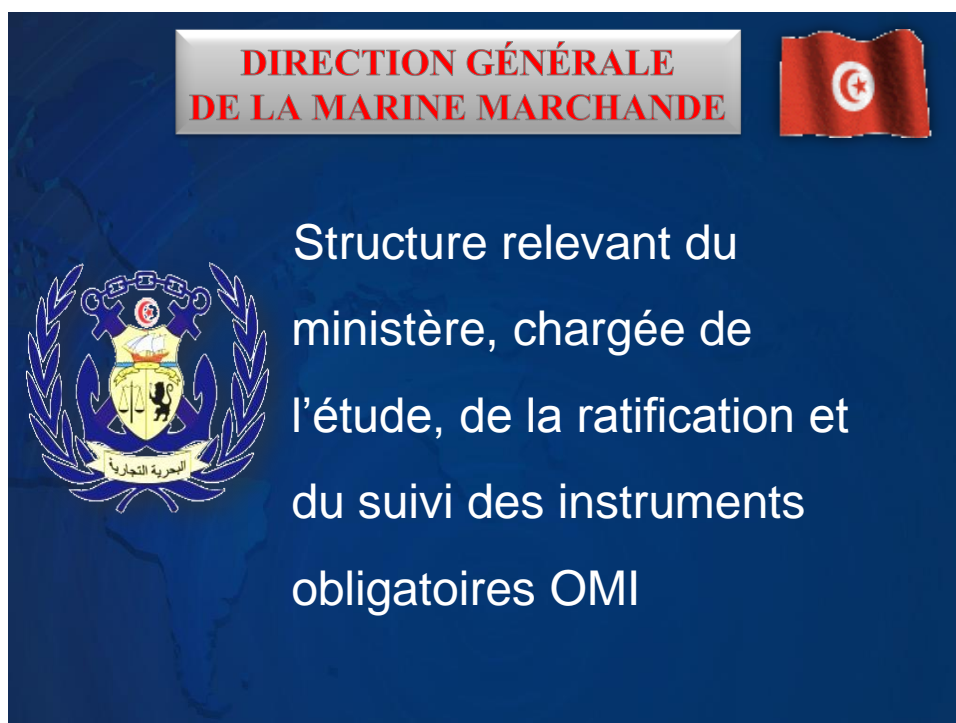 DIRECTION GÉNÉRALE
DE LA MARINE MARCHANDE
Structure relevant du
ministère, chargée de
l’étude, de la ratification et
du suivi des instruments
obligatoires OMI
البحرية التجارية